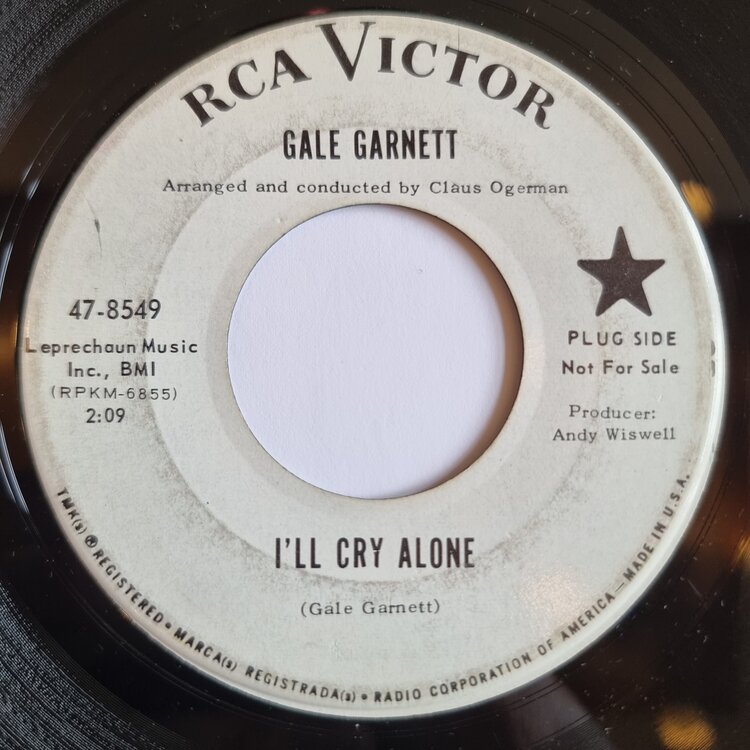 RCA VICTOR
GALE GARNETT
Arranged and conducted by Claus Ogerman
47-8549
Leprechaun Music
Inc., BMI
(RPKM-6855)
2:09
PLUG SIDE
Not For Sale
Producer:
Andy Wiswell
I'LL CRY ALONE
(Gale Garnett)
TMK(s) ® REGISTERED • MARCA(s) REGISTRADA(s) • RADIO CORPORATION OF AMERICA—MADE IN U.S.A.